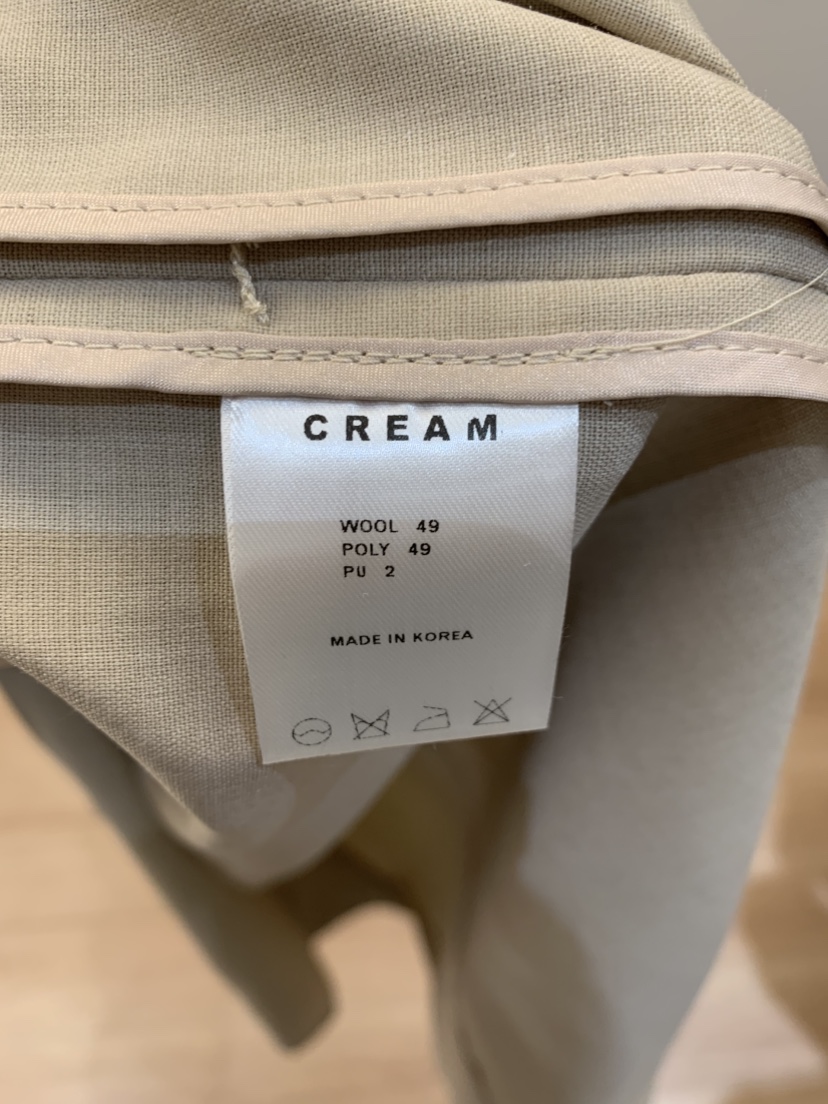 CREAM
WOOL 49
POLY 49
PU 2
MADE IN KOREA